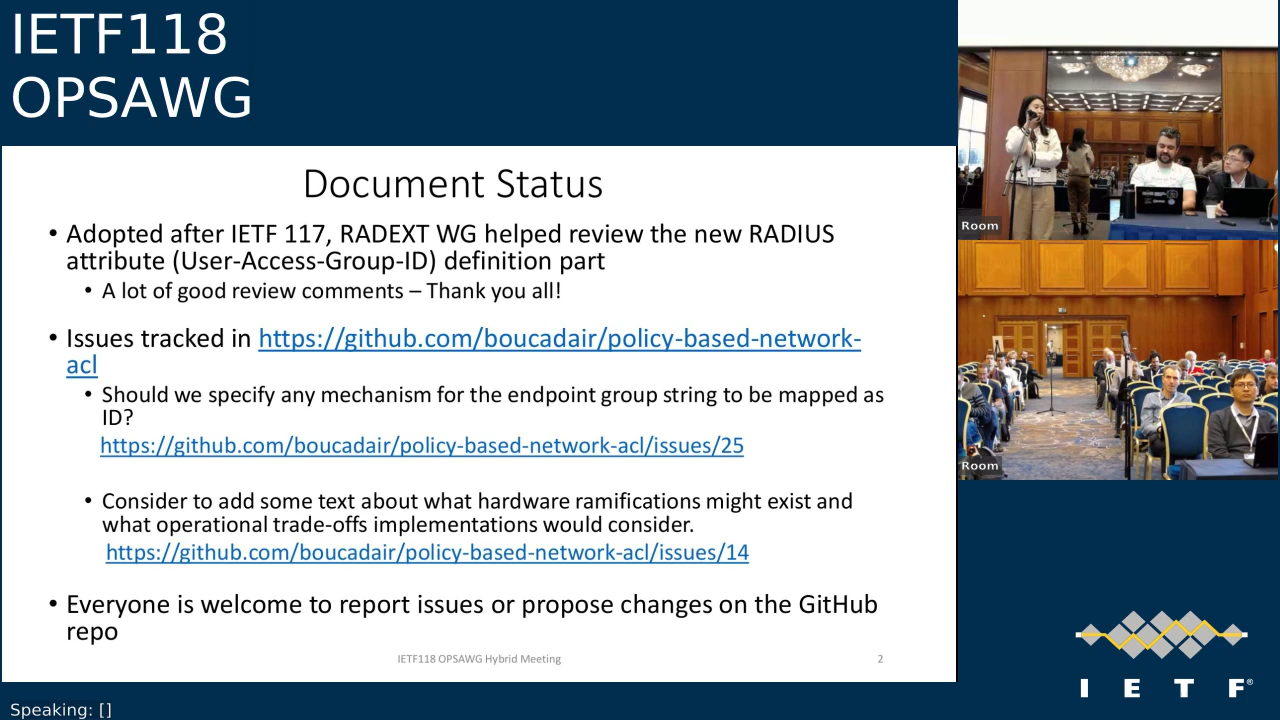 IETF118
OPSAWG
Document Status
• Adopted after IETF 117, RADEXT WG helped review the new RADIUS
attribute (User-Access-Group-ID) definition part
• A lot of good review comments – Thank you all!
• Issues tracked in https://github.com/boucadair/policy-based-network-
acl
• Should we specify any mechanism for the endpoint group string to be mapped as
ID?
https://github.com/boucadair/policy-based-network-acl/issues/25
• Consider to add some text about what hardware ramifications might exist and
what operational trade-offs implementations would consider.
https://github.com/boucadair/policy-based-network-acl/issues/14
• Everyone is welcome to report issues or propose changes on the GitHub
repo
IETF118 OPSAWG Hybrid Meeting
2
Room
Room
I E T F®
Speaking: []